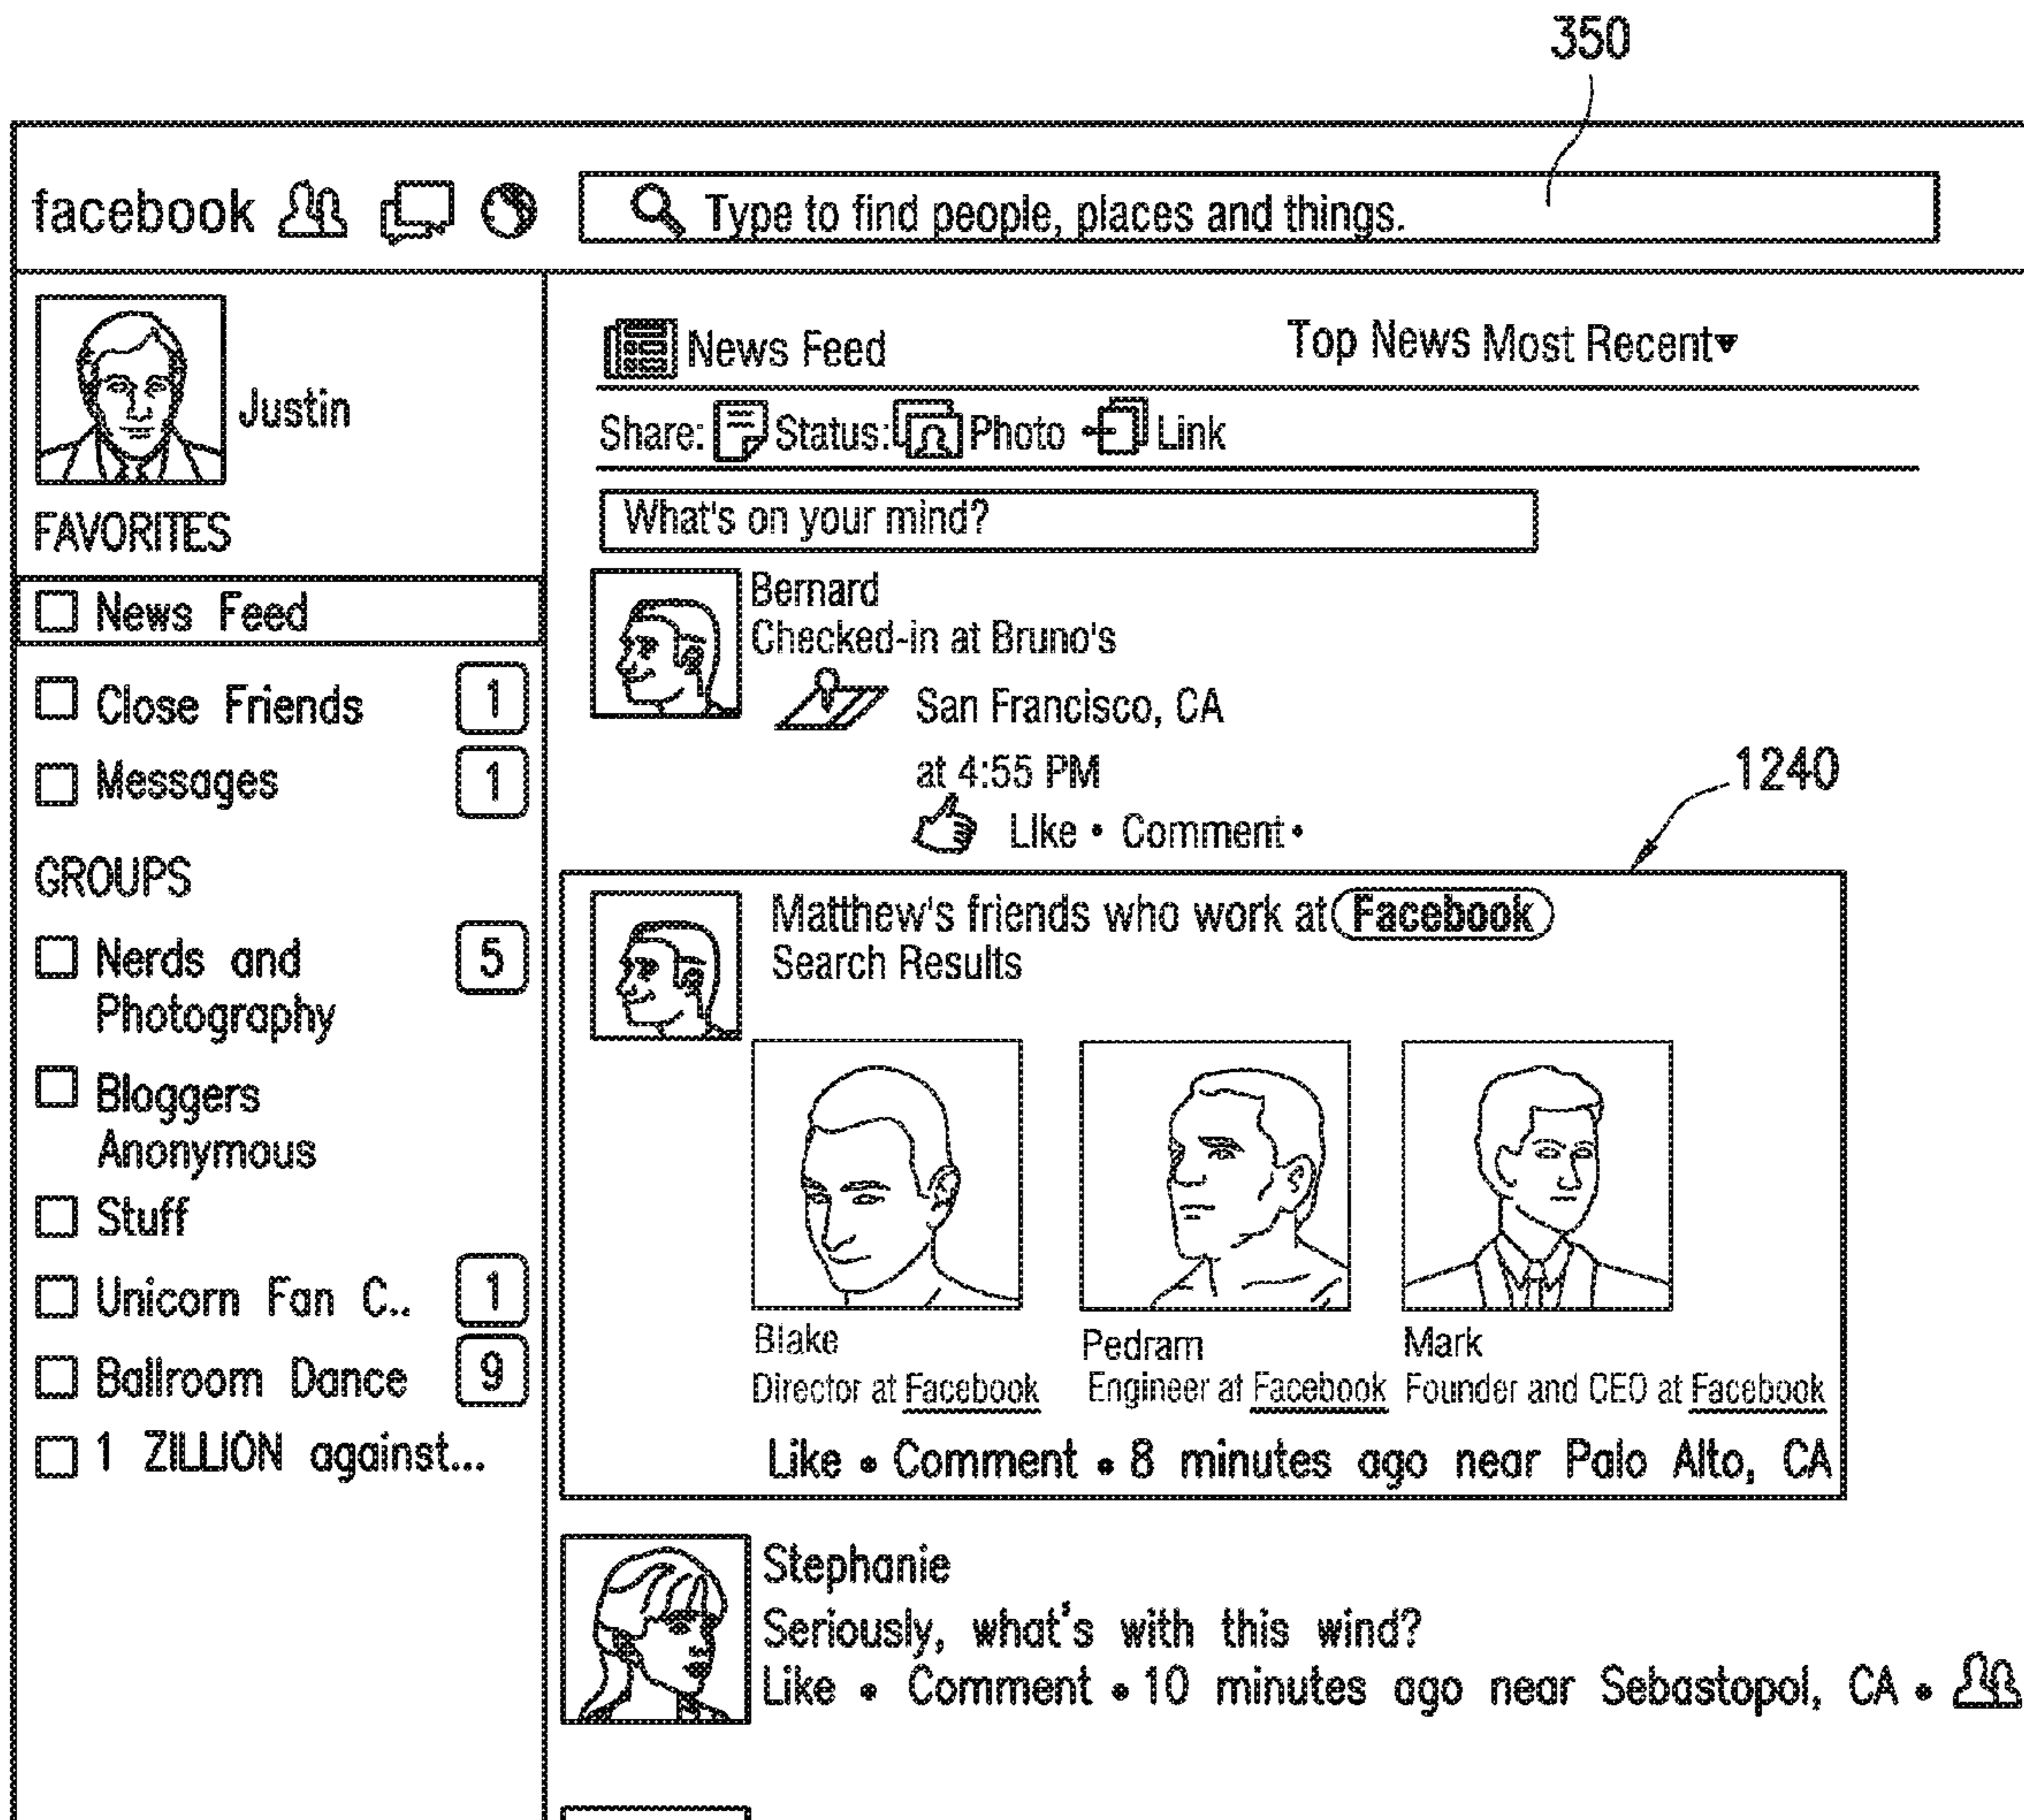 350
facebook Type to find people, places and things.
Justin
FAVORITES
News Feed
Close Friends 1
Messages 1
GROUPS
Nerds and 5
Photography
Bloggers
Anonymous
Stuff
Unicorn Fan C.. 1
Ballroom Dance 9
1 ZILLION against...
News Feed Top News Most Recent
Share: Status: Photo Link
What's on your mind?
Bernard
Checked-in at Bruno's
San Francisco, CA
at 4:55 PM
Like • Comment •
1240
Matthew's friends who work at Facebook
Search Results
Blake Pedram Mark
Director at Facebook Engineer at Facebook Founder and CEO at Facebook
Like • Comment • 8 minutes ago near Palo Alto, CA
Stephanie
Seriously, what's with this wind?
Like • Comment • 10 minutes ago near Sebastopol, CA •